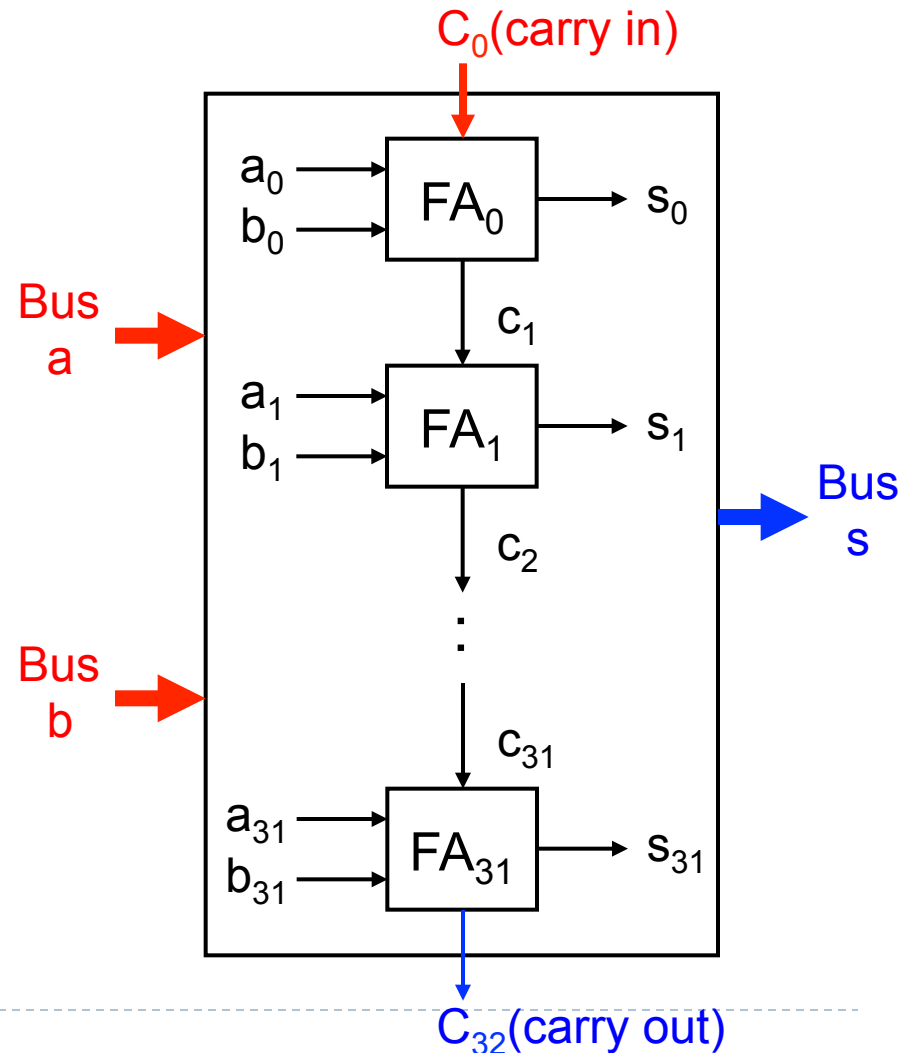 C₀(carry in)
a₀
FA₀
s₀
b₀
Bus
a
c₁
a₁
FA₁
s₁
b₁
Bus
s
c₂
:
Bus
b
c₃₁
a₃₁
FA₃₁
s₃₁
b₃₁
C₃₂(carry out)